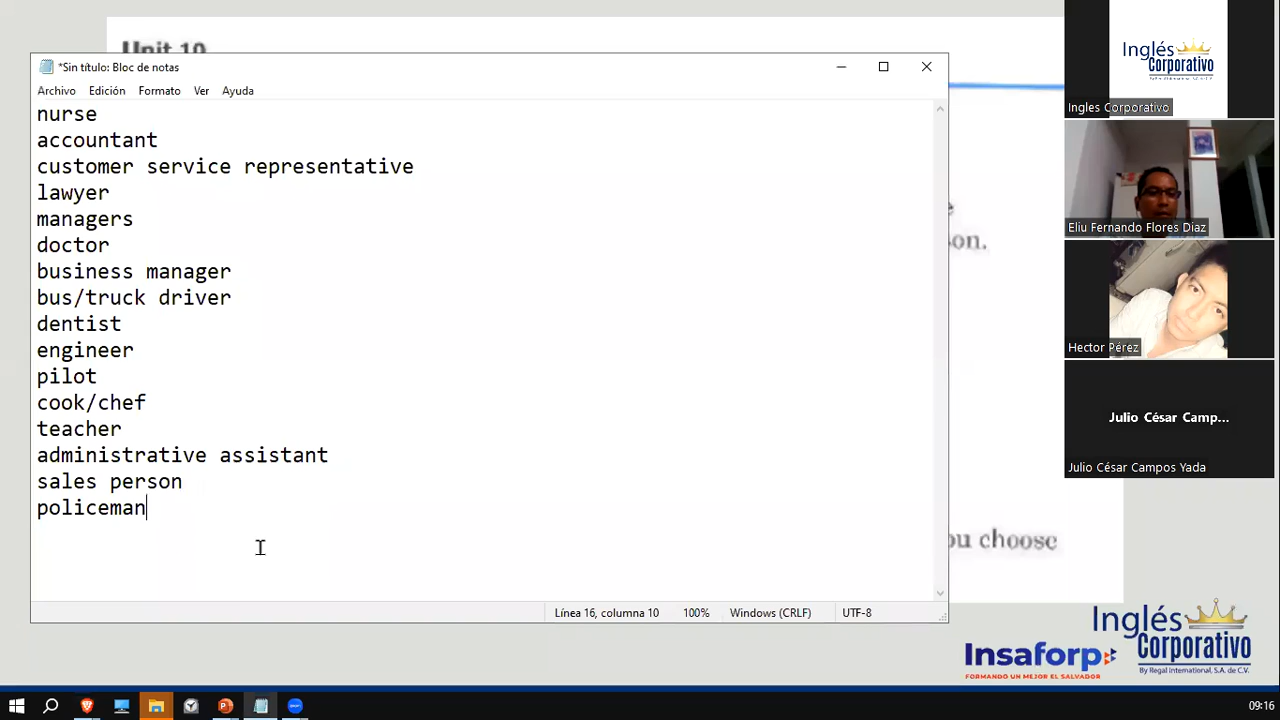 Unit 10
*Sin título: Bloc de notas
Archivo Edición Formato Ver Ayuda
nurse
accountant
customer service representative
lawyer
managers
doctor
business manager
bus/truck driver
dentist
engineer
pilot
cook/chef
teacher
administrative assistant
sales person
policeman
on.
ou choose
Línea 16, columna 10 100% Windows (CRLF) UTF-8
Inglés
Corporativo
Ingles Corporativo
Eliu Fernando Flores Diaz
Hector Pérez
Julio César Camp...
Julio César Campos Yada
Insaforp
FORMANDO UN MEJOR EL SALVADOR
Inglés
Corporativo
By Regal International, S.A. de C.V.
09:16